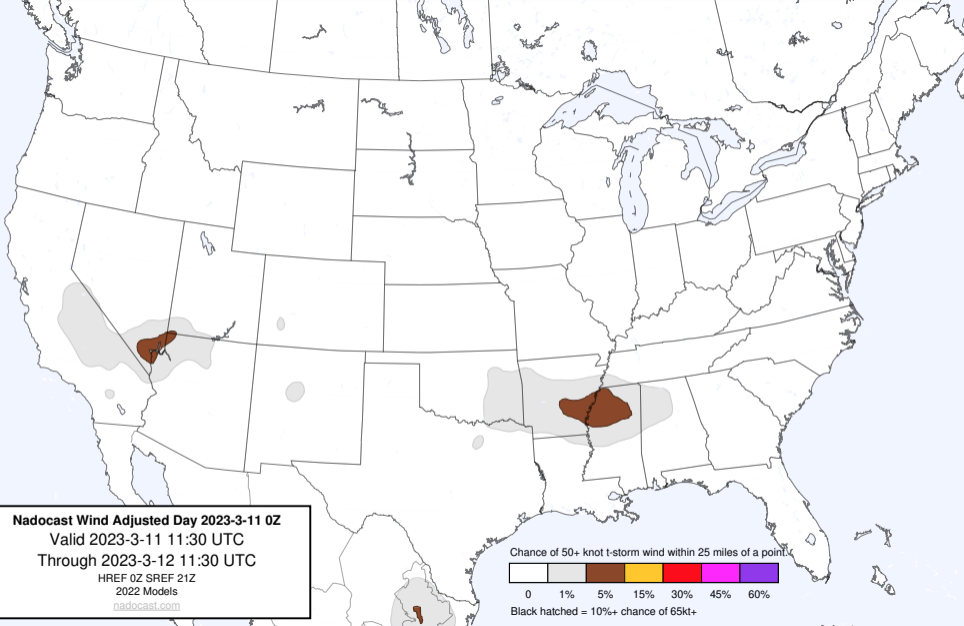 Nadocast Wind Adjusted Day 2023-3-11 0Z
Valid 2023-3-11 11:30 UTC
Through 2023-3-12 11:30 UTC
HREF 0Z SREF 21Z
2022 Models
nadocast.com
Chance of 50+ knot t-storm wind within 25 miles of a point.
0 1% 5% 15% 30% 45% 60%
Black hatched = 10%+ chance of 65kt+